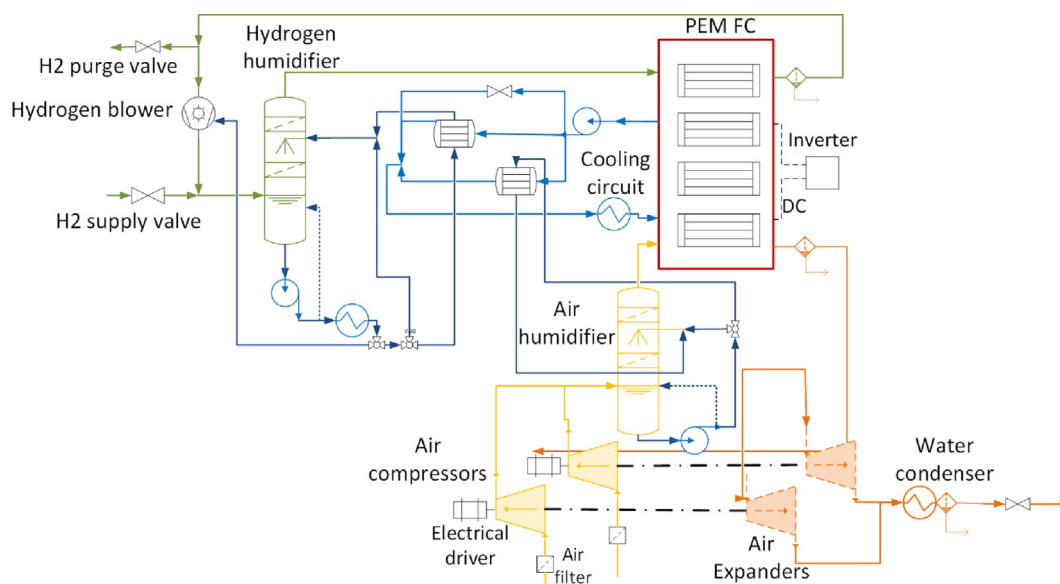 PEM FC
Hydrogen
humidifier
H2 purge valve
Hydrogen blower
Inverter
Cooling
circuit
DC
H2 supply valve
Air
humidifier
Air
compressors
Water
condenser
Electrical
driver
Air
filter
Air
Expanders